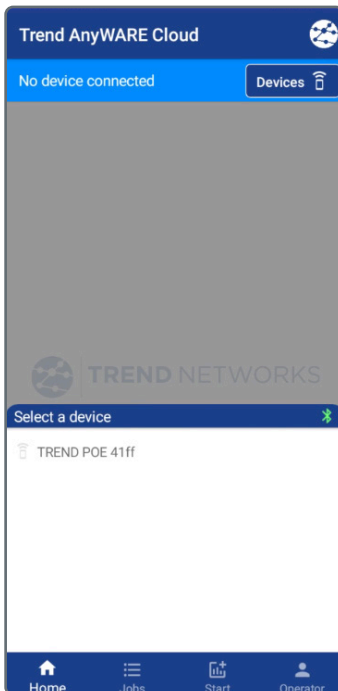 Trend AnyWARE Cloud
No device connected
Devices
TREND NETWORKS
Select a device
TREND POE 41ff
Home
Jobs
Start
Operator